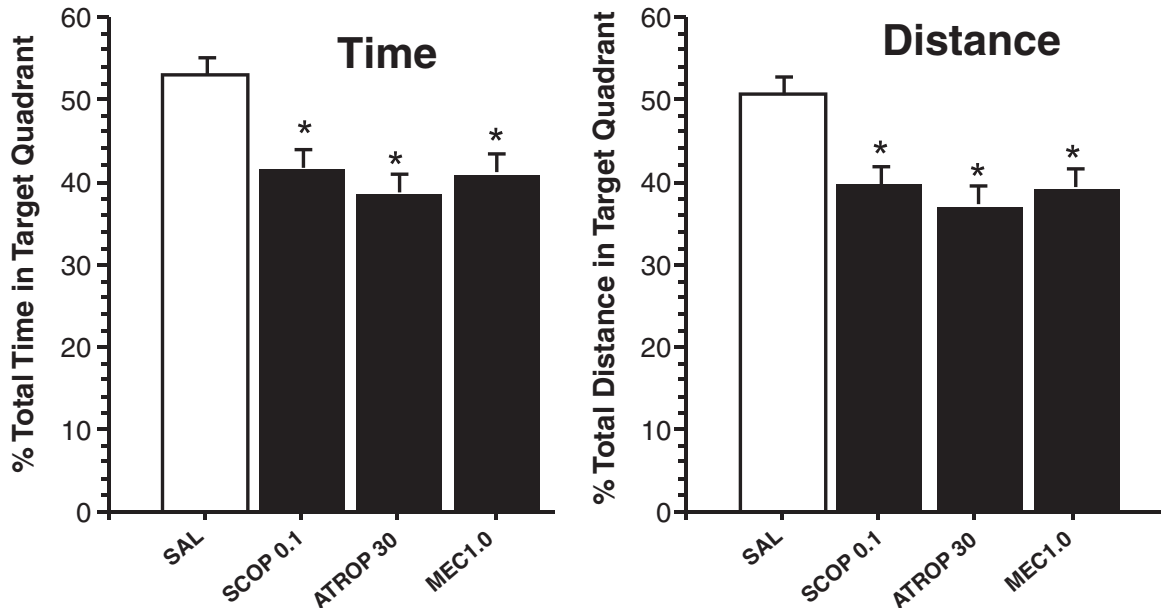 % Total Time in Target Quadrant
Time
60
50
40
30
20
10
0
*
*
*
SAL
SCOP 0.1
ATROP 30
MEC1.0
% Total Distance in Target Quadrant
Distance
60
50
40
30
20
10
0
*
*
*
SAL
SCOP 0.1
ATROP 30
MEC1.0